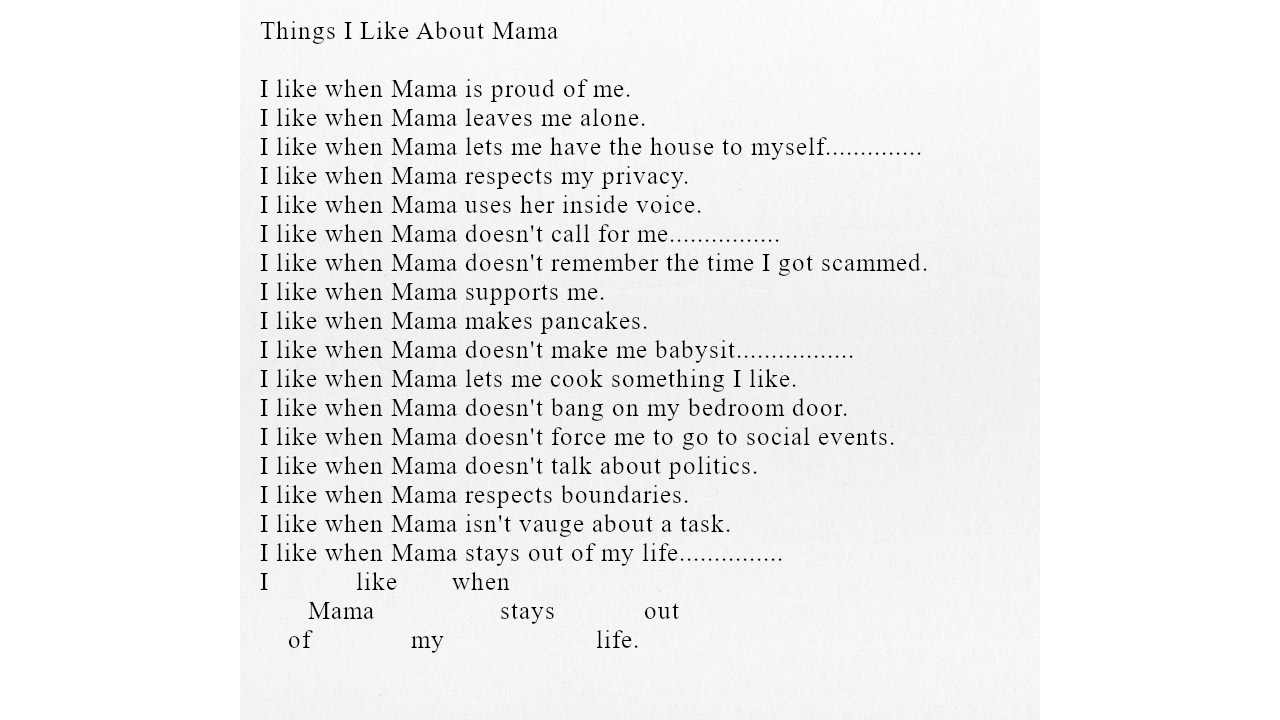 Things I Like About Mama
I like when Mama is proud of me.
I like when Mama leaves me alone.
I like when Mama lets me have the house to myself..............
I like when Mama respects my privacy.
I like when Mama uses her inside voice.
I like when Mama doesn't call for me................
I like when Mama doesn't remember the time I got scammed.
I like when Mama supports me.
I like when Mama makes pancakes.
I like when Mama doesn't make me babysit.................
I like when Mama lets me cook something I like.
I like when Mama doesn't bang on my bedroom door.
I like when Mama doesn't force me to go to social events.
I like when Mama doesn't talk about politics.
I like when Mama respects boundaries.
I like when Mama isn't vauge about a task.
I like when Mama stays out of my life...............
I like when
Mama stays out
of my life.